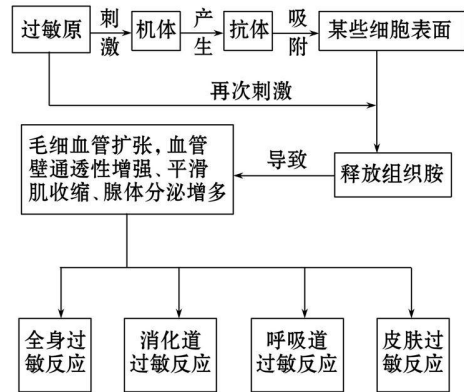 过敏原
刺激
机体
产生
抗体
吸附
某些细胞表面
再次刺激
毛细血管扩张，血管
壁通透性增强、平滑
肌收缩、腺体分泌增多
导致
释放组织胺
全身过
敏反应
消化道
过敏反应
呼吸道
过敏反应
皮肤过
敏反应